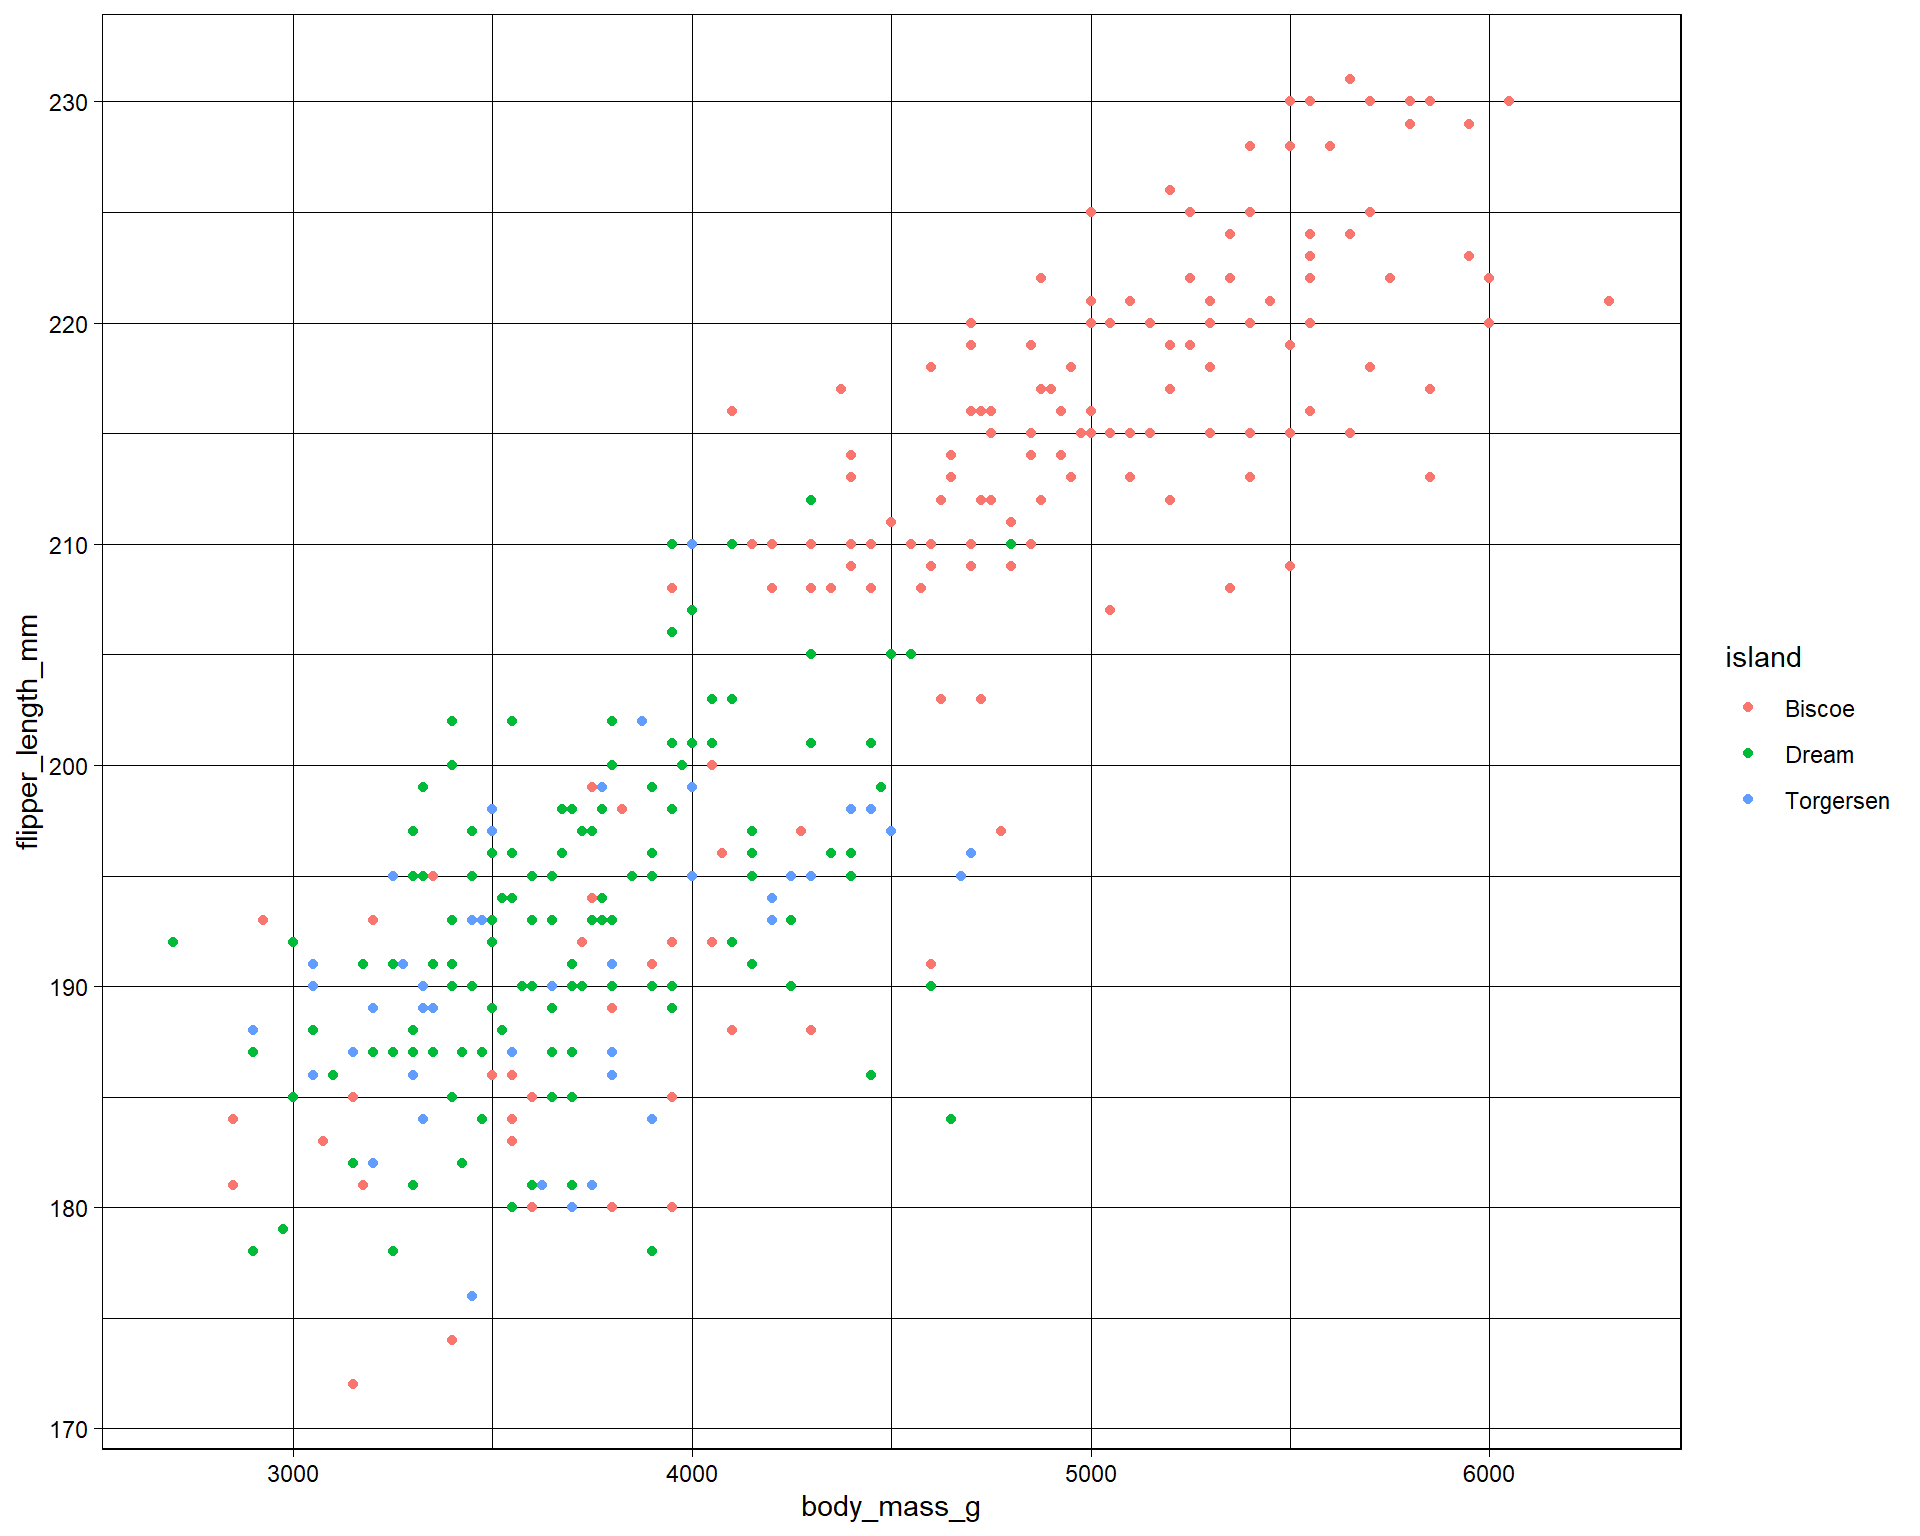 230
220
210
200
190
180
170
flipper_length_mm
3000 4000 5000 6000
body_mass_g
island
Biscoe
Dream
Torgersen